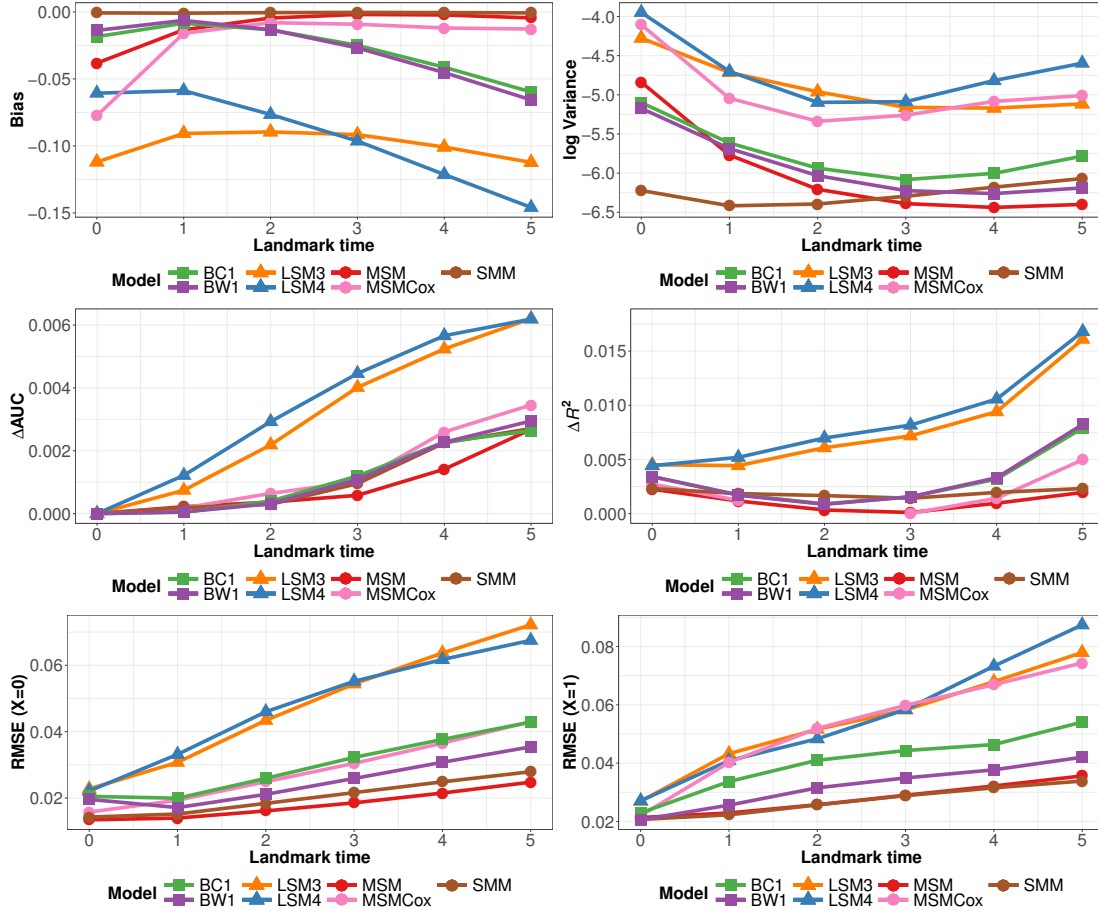 Bias
0.00
−0.05
−0.10
−0.15
0 1 2 3 4 5
Landmark time
Model BC1 LSM3 MSM SMM
BW1 LSM4 MSMCox
log Variance
−4.0
−4.5
−5.0
−5.5
−6.0
−6.5
0 1 2 3 4 5
Landmark time
Model BC1 LSM3 MSM SMM
BW1 LSM4 MSMCox
ΔAUC
0.006
0.004
0.002
0.000
0 1 2 3 4 5
Landmark time
Model BC1 LSM3 MSM SMM
BW1 LSM4 MSMCox
ΔR²
0.015
0.010
0.005
0.000
0 1 2 3 4 5
Landmark time
Model BC1 LSM3 MSM SMM
BW1 LSM4 MSMCox
RMSE (X=0)
0.06
0.04
0.02
0 1 2 3 4 5
Landmark time
Model BC1 LSM3 MSM SMM
BW1 LSM4 MSMCox
RMSE (X=1)
0.08
0.06
0.04
0.02
0 1 2 3 4 5
Landmark time
Model BC1 LSM3 MSM SMM
BW1 LSM4 MSMCox